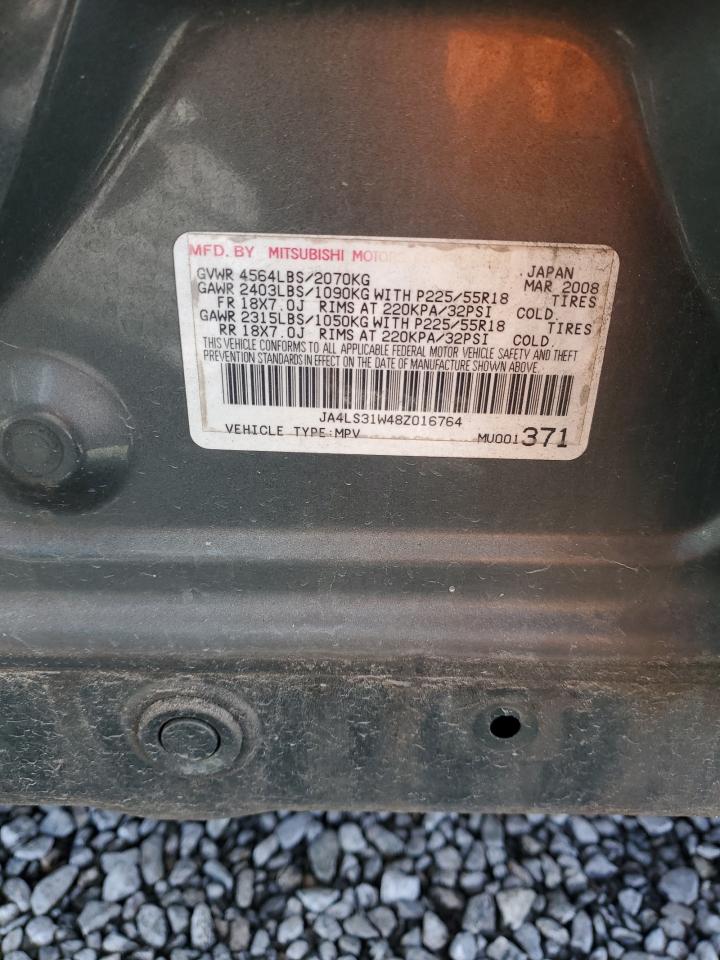 MFD. BY MITSUBISHI MOTORS JAPAN
GVWR 4564LBS/2070KG MAR 2008
GAWR 2403LBS/1090KG WITH P225/55R18 TIRES
FR 18X7.0J RIMS AT 220KPA/32PSI COLD.
GAWR 2315LBS/1050KG WITH P225/55R18 TIRES
RR 18X7.0J RIMS AT 220KPA/32PSI COLD.
THIS VEHICLE CONFORMS TO ALL APPLICABLE FEDERAL MOTOR VEHICLE SAFETY AND THEFT
PREVENTION STANDARDS IN EFFECT ON THE DATE OF MANUFACTURE SHOWN ABOVE.
JA4LS31W48Z016764
VEHICLE TYPE:MPV MU001371